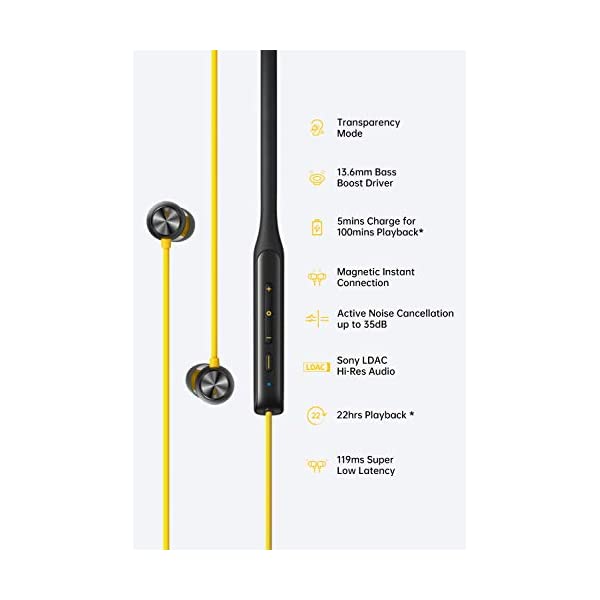 Transparency
Mode
13.6mm Bass
Boost Driver
5mins Charge for
100mins Playback*
Magnetic Instant
Connection
Active Noise Cancellation
up to 35dB
LDAC
Sony LDAC
Hi-Res Audio
22
22hrs Playback *
119ms Super
Low Latency